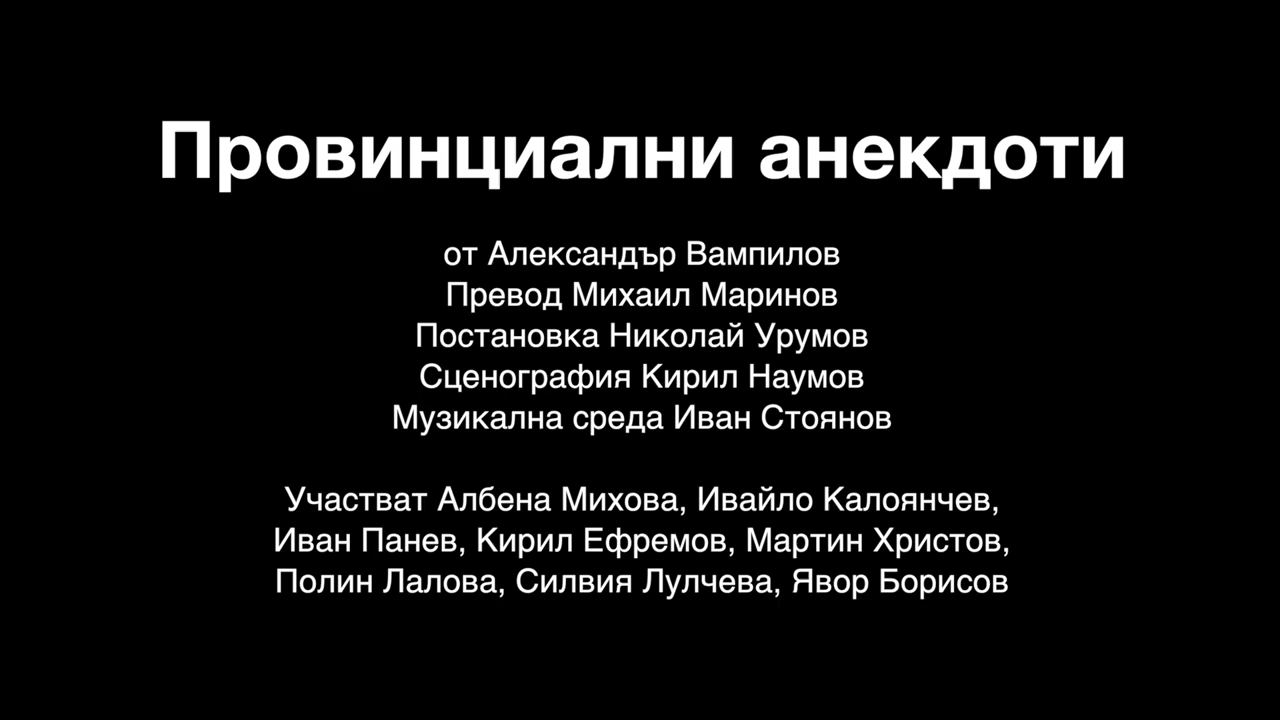 Провинциални анекдоти
от Александър Вампилов
Превод Михаил Маринов
Постановка Николай Урумов
Сценография Кирил Наумов
Музикална среда Иван Стоянов
Участват Албена Михова, Ивайло Калоянчев,
Иван Панев, Кирил Ефремов, Мартин Христов,
Полин Лалова, Силвия Лулчева, Явор Борисов